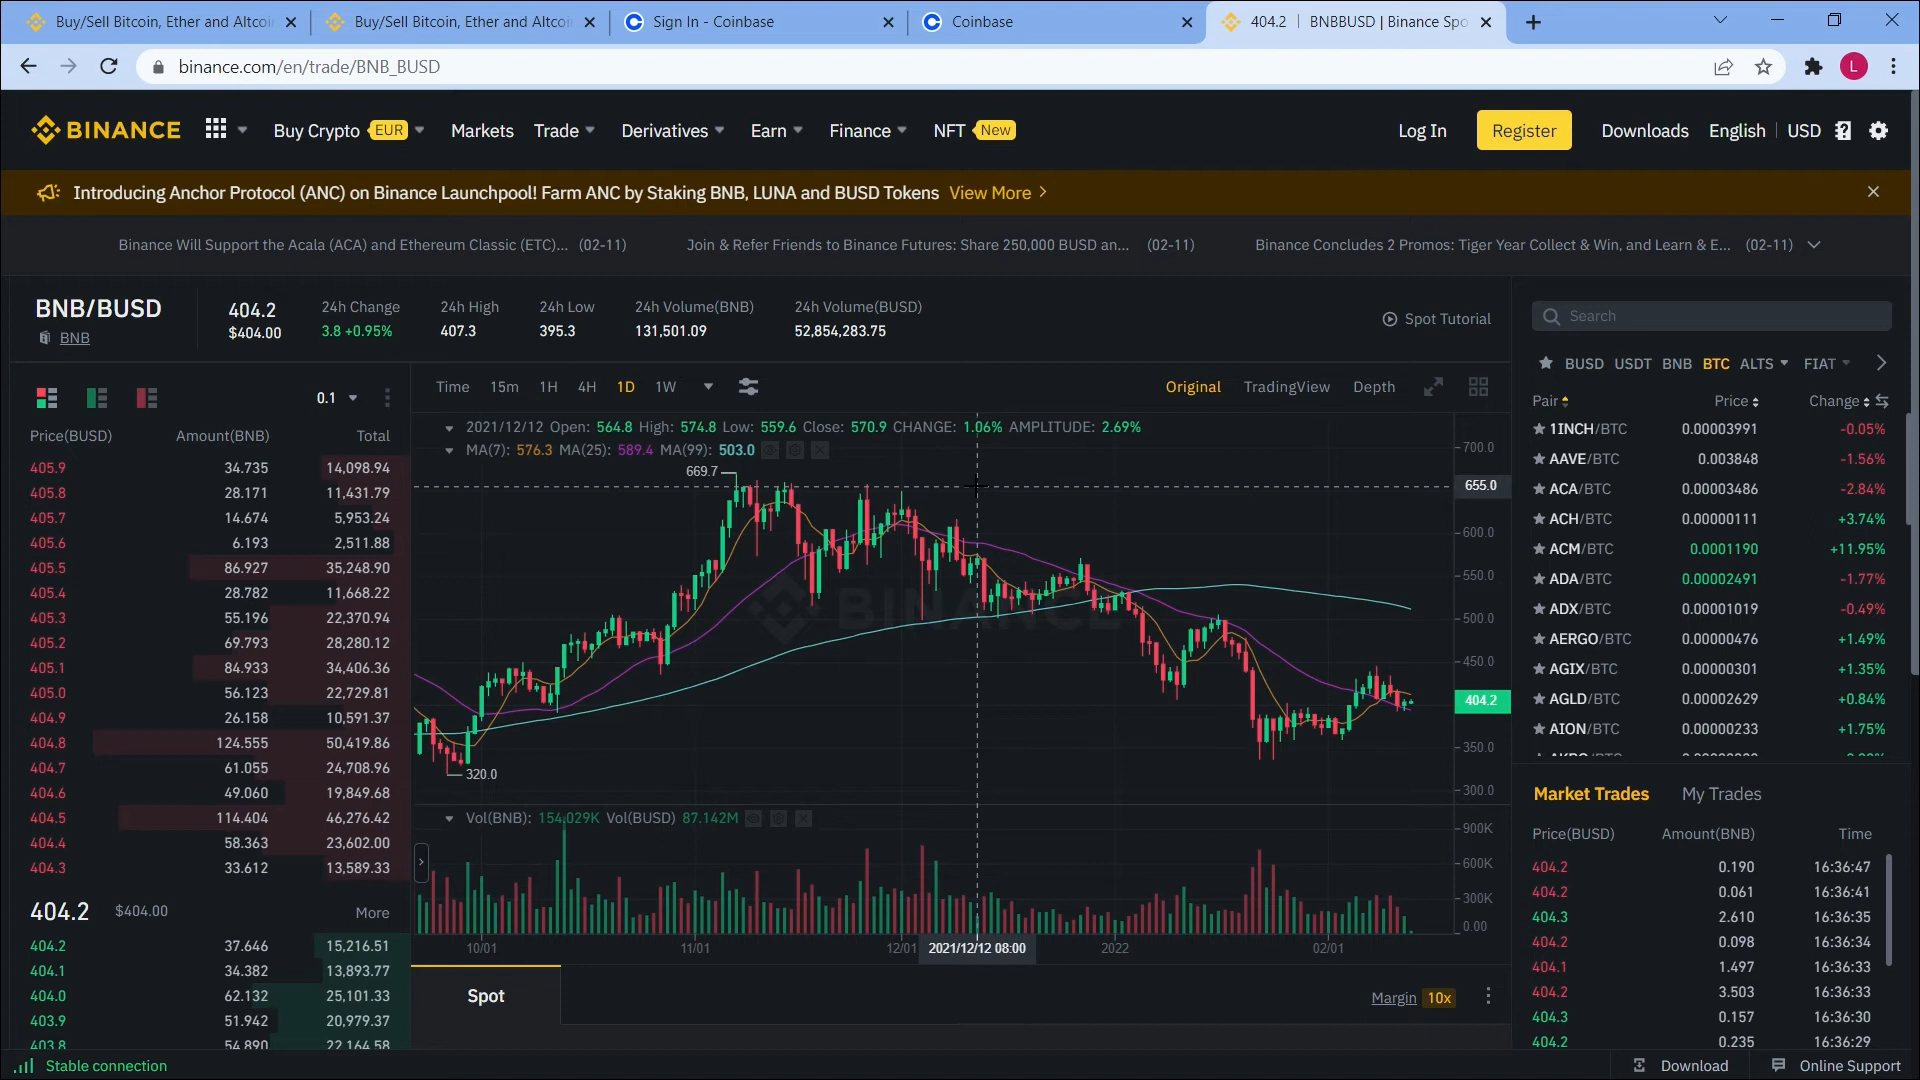 Buy/Sell Bitcoin, Ether and Altcoi
Buy/Sell Bitcoin, Ether and Altcoi
Sign In - Coinbase
Coinbase
404.2 | BNBBUSD | Binance Spo
binance.com/en/trade/BNB_BUSD
L
BINANCE
Buy Crypto EUR
Markets
Trade
Derivatives
Earn
Finance
NFT New
Log In
Register
Downloads
English
USD
Introducing Anchor Protocol (ANC) on Binance Launchpool! Farm ANC by Staking BNB, LUNA and BUSD Tokens View More
Binance Will Support the Acala (ACA) and Ethereum Classic (ETC)... (02-11)
Join & Refer Friends to Binance Futures: Share 250,000 BUSD an... (02-11)
Binance Concludes 2 Promos: Tiger Year Collect & Win, and Learn & E... (02-11)
BNB/BUSD
BNB
404.2
$404.00
24h Change
3.8 +0.95%
24h High
407.3
24h Low
395.3
24h Volume(BNB)
131,501.09
24h Volume(BUSD)
52,854,283.75
Spot Tutorial
0.1
Price(BUSD) Amount(BNB) Total
405.9 34.735 14,098.94
405.8 28.171 11,431.79
405.7 14.674 5,953.24
405.6 6.193 2,511.88
405.5 86.927 35,248.90
405.4 28.782 11,668.22
405.3 55.196 22,370.94
405.2 69.793 28,280.12
405.1 84.933 34,406.36
405.0 56.123 22,729.81
404.9 26.158 10,591.37
404.8 124.555 50,419.86
404.7 61.055 24,708.96
404.6 49.060 19,849.68
404.5 114.404 46,276.42
404.4 58.363 23,602.00
404.3 33.612 13,589.33
404.2 $404.00 More
404.2 37.646 15,216.51
404.1 34.382 13,893.77
404.0 62.132 25,101.33
403.9 51.942 20,979.37
403.8 54.890 22,164.58
Time 15m 1H 4H 1D 1W
Original TradingView Depth
2021/12/12 Open: 564.8 High: 574.8 Low: 559.6 Close: 570.9 CHANGE: 1.06% AMPLITUDE: 2.69%
MA(7): 576.3 MA(25): 589.4 MA(99): 503.0
669.7
320.0
BINANCE
700.0
655.0
600.0
550.0
500.0
450.0
404.2
350.0
300.0
Vol(BNB): 154.029K Vol(BUSD) 87.142M
900K
600K
300K
0.00
10/01 11/01 12/01 2021/12/12 08:00 2022 02/01
Spot
Margin 10x
Search
BUSD USDT BNB BTC ALTS FIAT
Pair Price Change
1INCH/BTC 0.00003991 -0.05%
AAVE/BTC 0.003848 -1.56%
ACA/BTC 0.00003486 -2.84%
ACH/BTC 0.00000111 +3.74%
ACM/BTC 0.0001190 +11.95%
ADA/BTC 0.00002491 -1.77%
ADX/BTC 0.00001019 -0.49%
AERGO/BTC 0.00000476 +1.49%
AGIX/BTC 0.00000301 +1.35%
AGLD/BTC 0.00002629 +0.84%
AION/BTC 0.00000233 +1.75%
Market Trades My Trades
Price(BUSD) Amount(BNB) Time
404.2 0.190 16:36:47
404.2 0.061 16:36:41
404.3 2.610 16:36:35
404.2 0.098 16:36:34
404.1 1.497 16:36:33
404.2 3.503 16:36:33
404.3 0.157 16:36:30
404.2 0.235 16:36:29
Stable connection
Download
Online Support